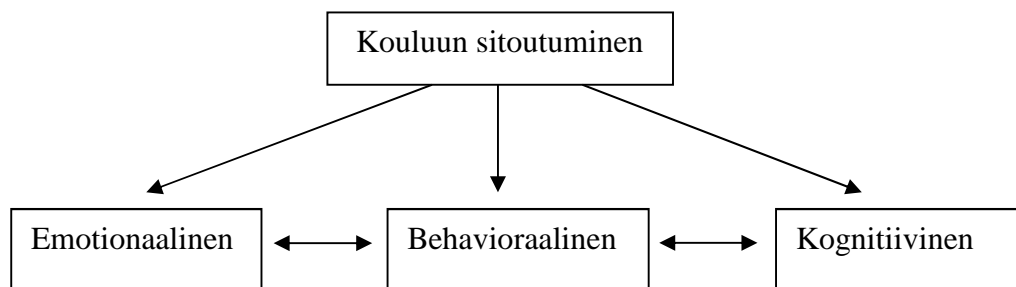 Kouluun sitoutuminen
Emotionaalinen
Behavioraalinen
Kognitiivinen